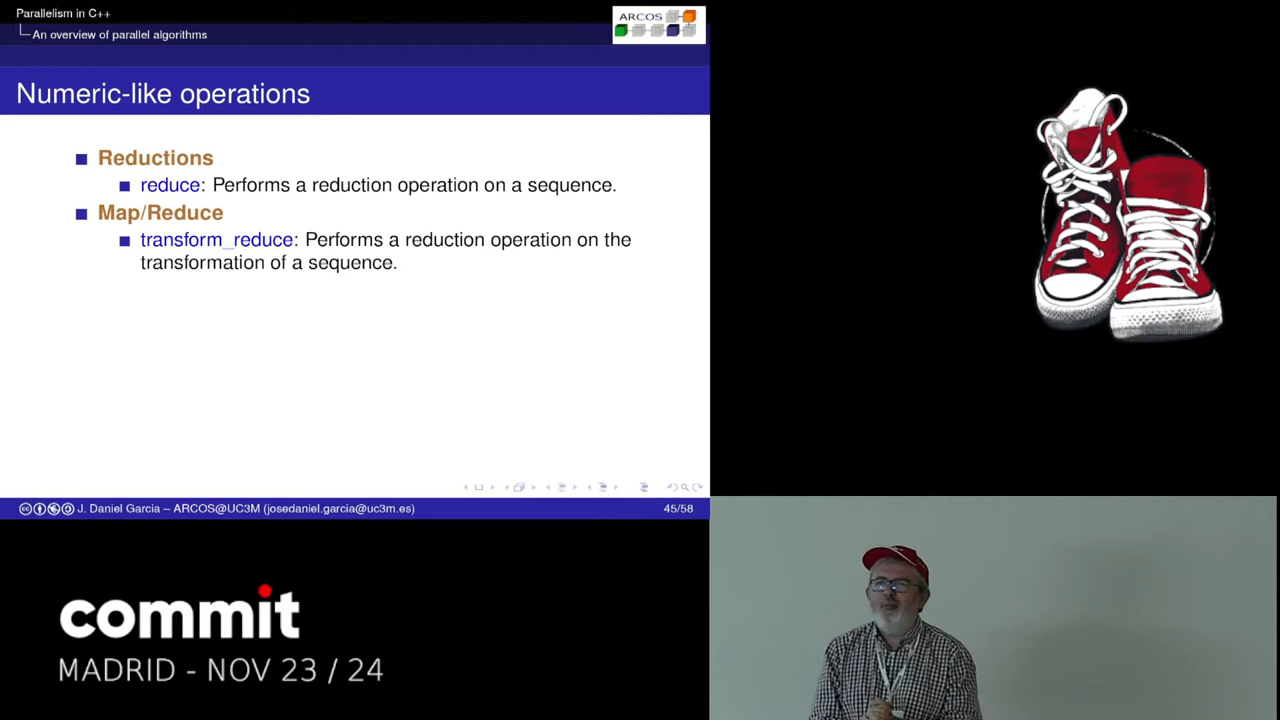 Parallelism in C++
An overview of parallel algorithms
ARCOS
Numeric-like operations
Reductions
reduce: Performs a reduction operation on a sequence.
Map/Reduce
transform_reduce: Performs a reduction operation on the
transformation of a sequence.
J. Daniel Garcia – ARCOS@UC3M (josedaniel.garcia@uc3m.es)
45/58
commit
MADRID - NOV 23 / 24